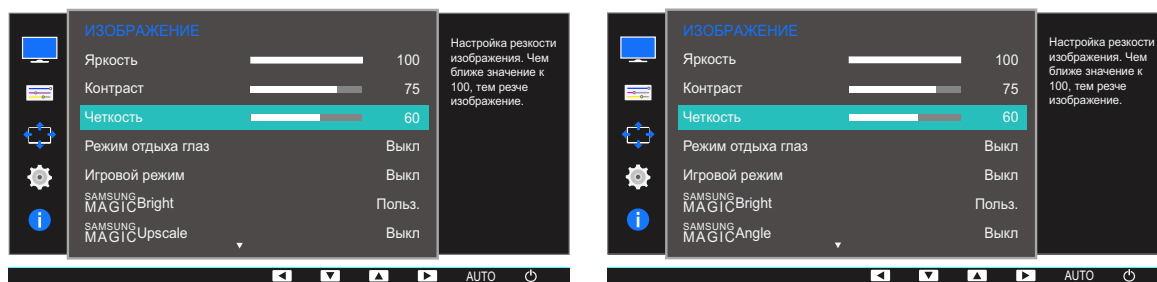 ИЗОБРАЖЕНИЕ
Яркость 100
Контраст 75
Четкость 60
Режим отдыха глаз Выкл
Игровой режим Выкл
SAMSUNG
MAGICBright Польз.
SAMSUNG
MAGICUpscale Выкл
Настройка резкости
изображения. Чем
ближе значение к
100, тем резче
изображение.
AUTO
ИЗОБРАЖЕНИЕ
Яркость 100
Контраст 75
Четкость 60
Режим отдыха глаз Выкл
Игровой режим Выкл
SAMSUNG
MAGICBright Польз.
SAMSUNG
MAGICAngle Выкл
Настройка резкости
изображения. Чем
ближе значение к
100, тем резче
изображение.
AUTO